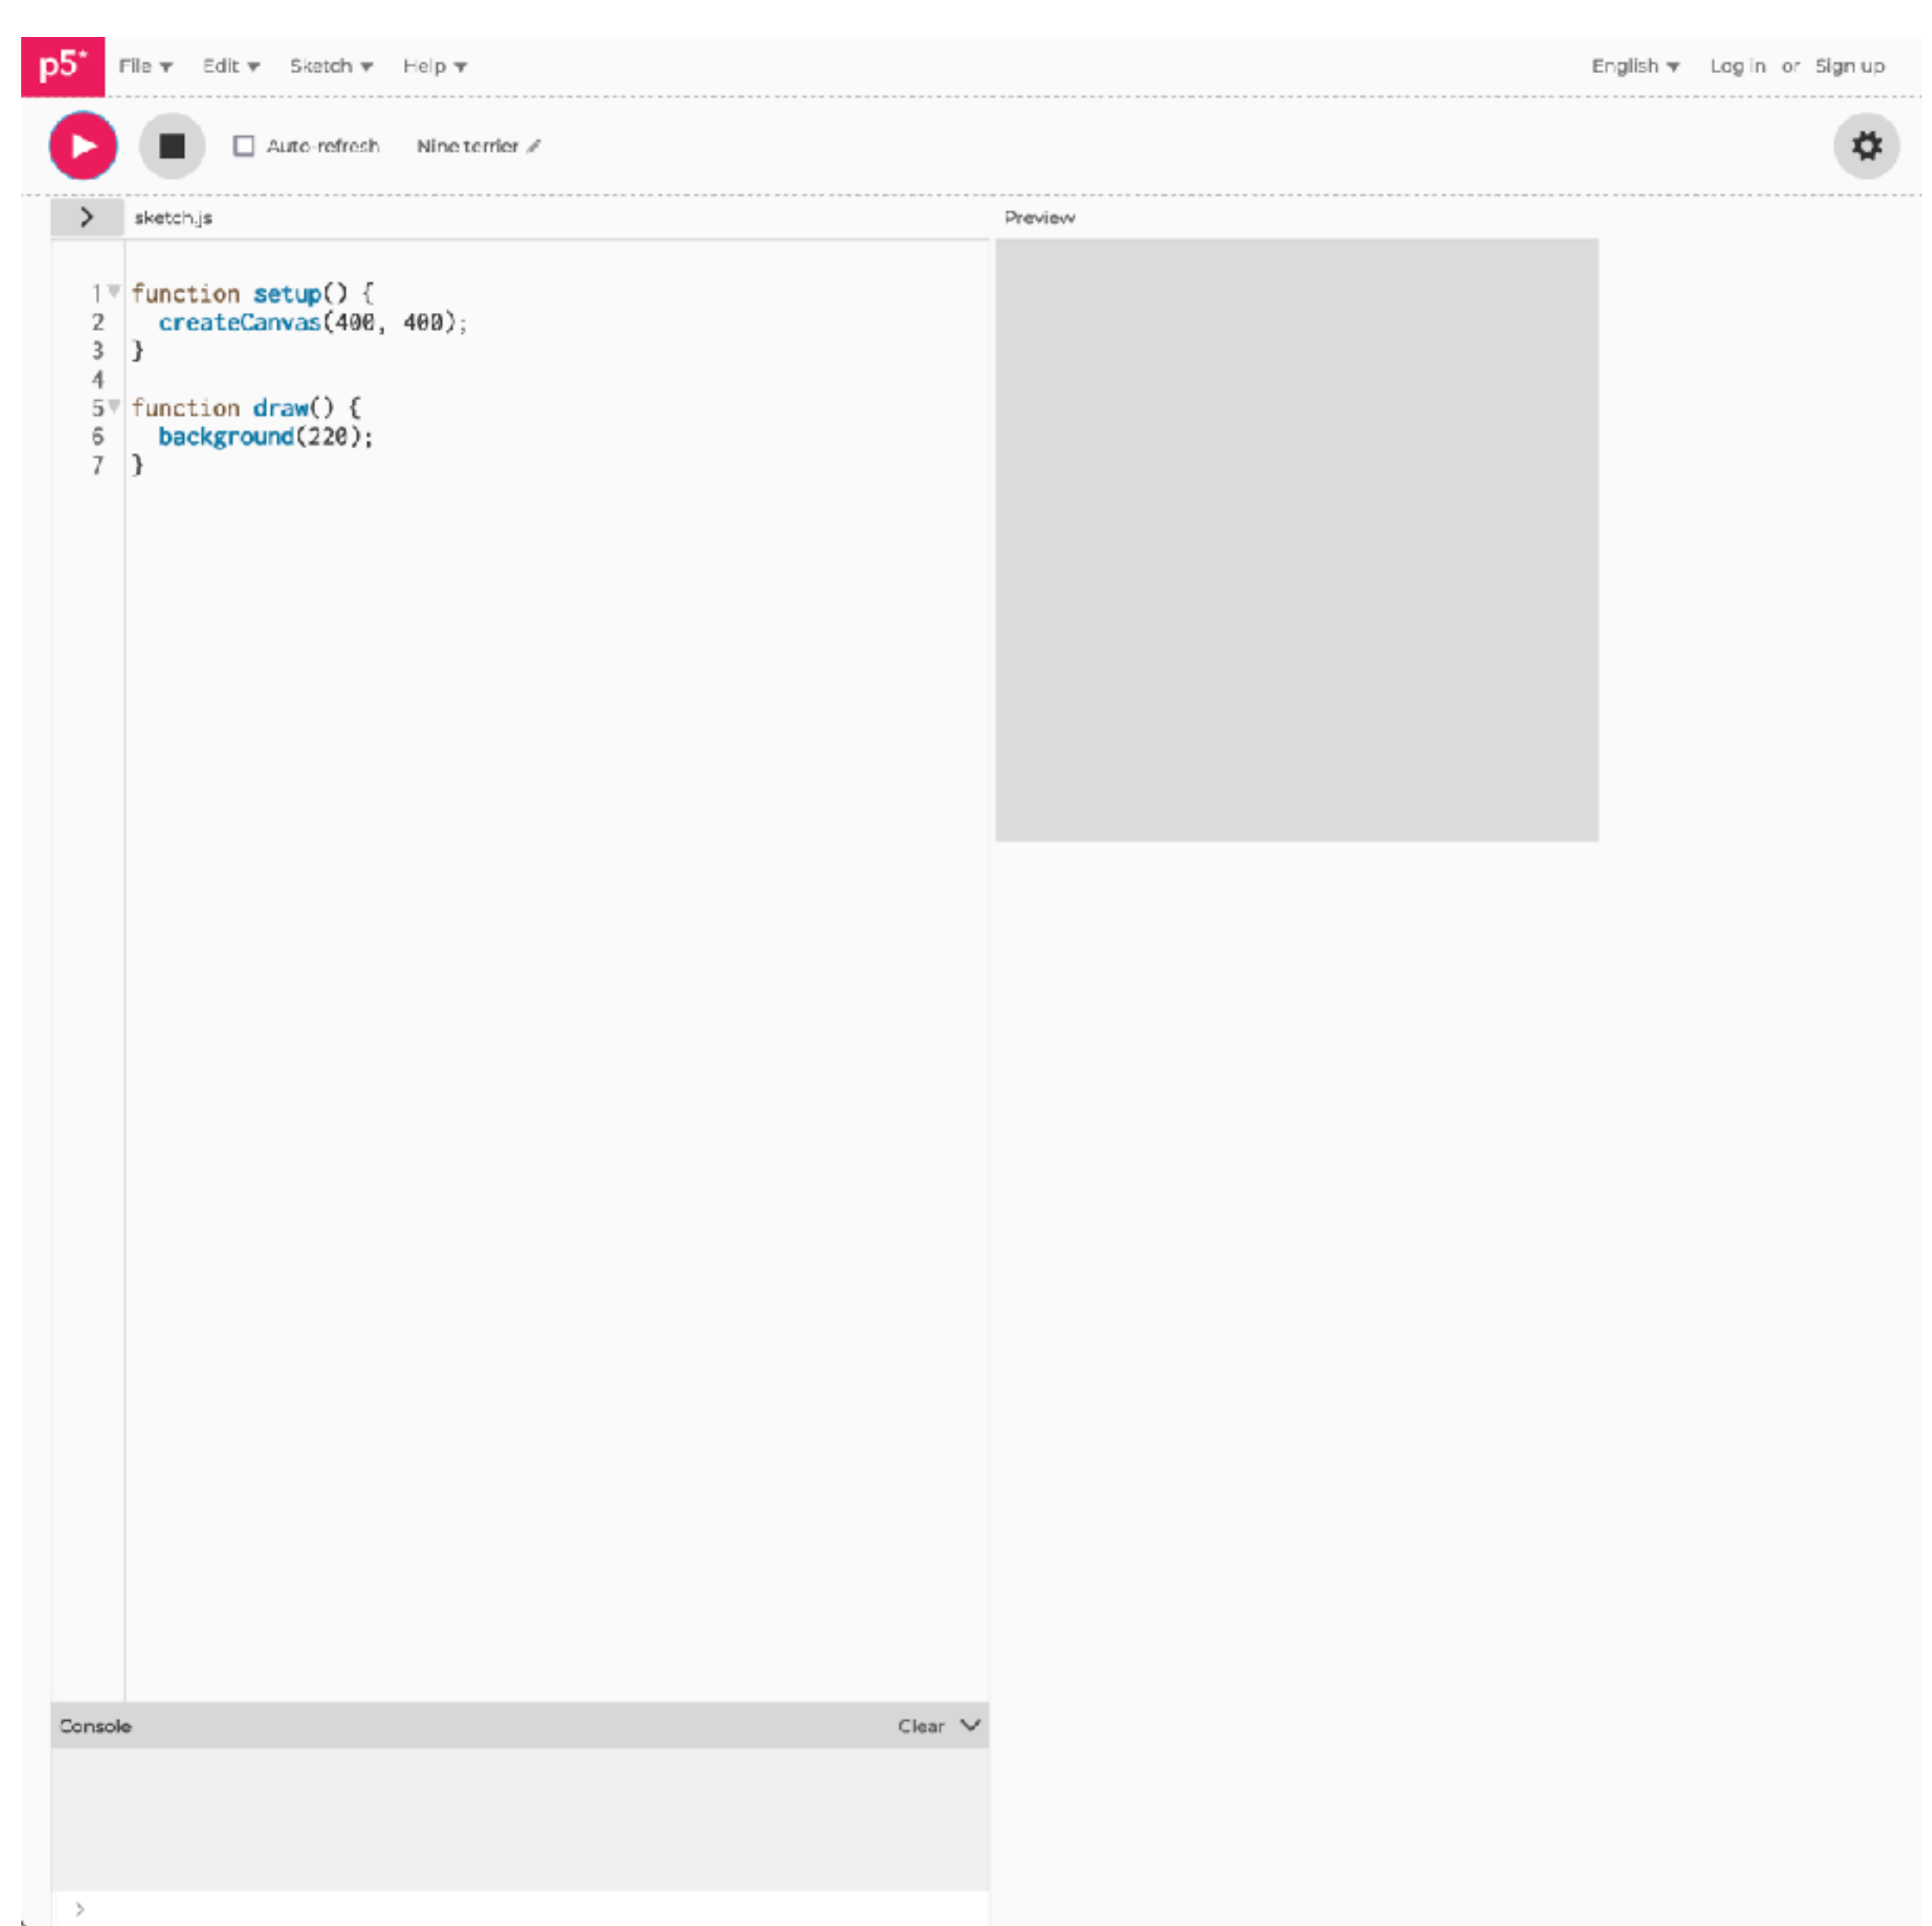 p5* File Edit Sketch Help English Log in or Sign up
Auto-refresh Nine terrier
> sketch.js Preview
1 function setup() {
2 createCanvas(400, 400);
3 }
4
5 function draw() {
6 background(220);
7 }
Console Clear
>